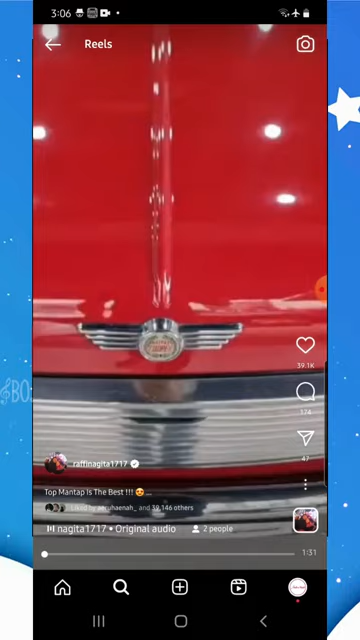 3:06
Reels
39.1K
174
47
raffinagita1717
Top Mantap Is The Best !!! 😍...
and 39,146 others
nagita1717 • Original audio
2 people
1:31